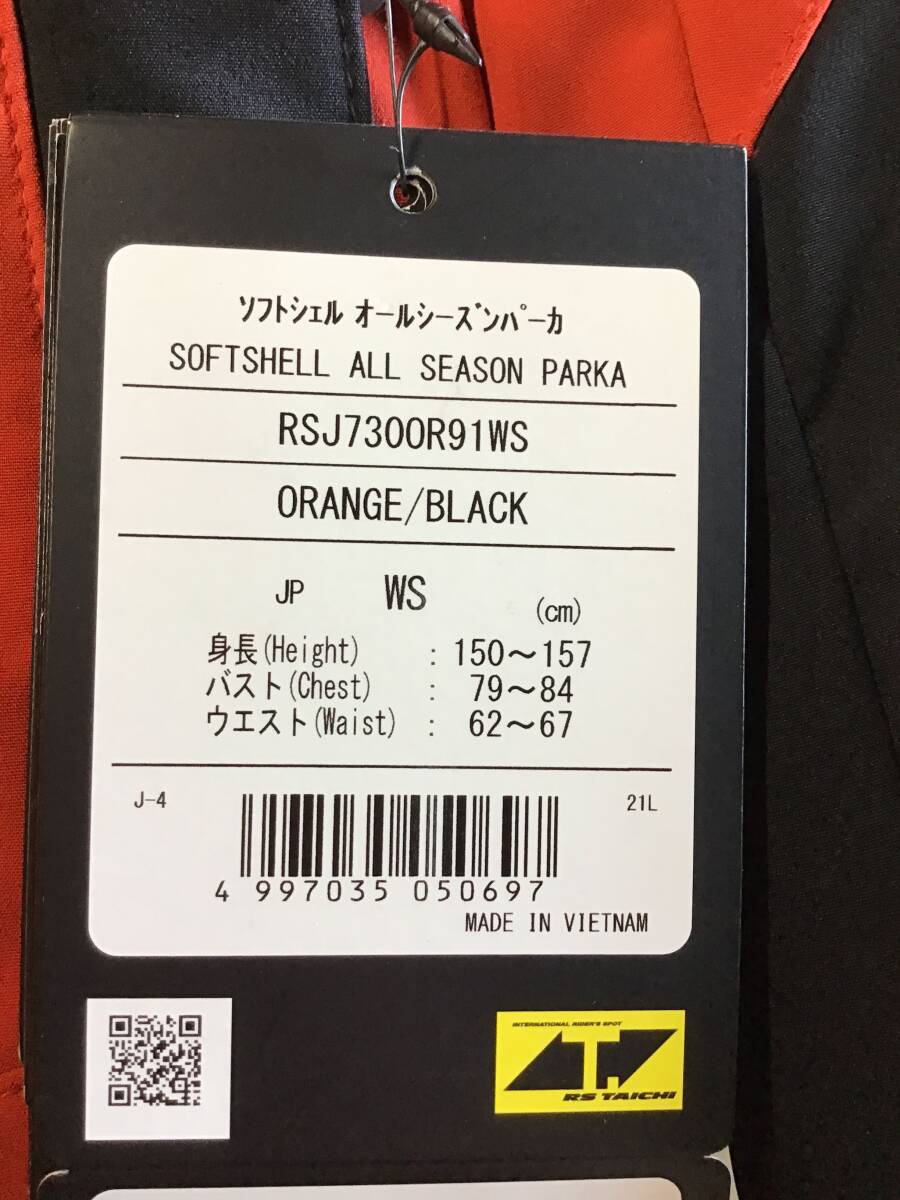 ソフトシェル オールシーズンパーカ
SOFTSHELL ALL SEASON PARKA
RSJ7300R91WS
ORANGE/BLACK
JP WS (cm)
身長(Height) : 150～157
バスト(Chest) : 79～84
ウエスト(Waist) : 62～67
J-4 21L
4 997035 050697
MADE IN VIETNAM
INTERNATIONAL RIDER'S SPOT
RS TAICHI